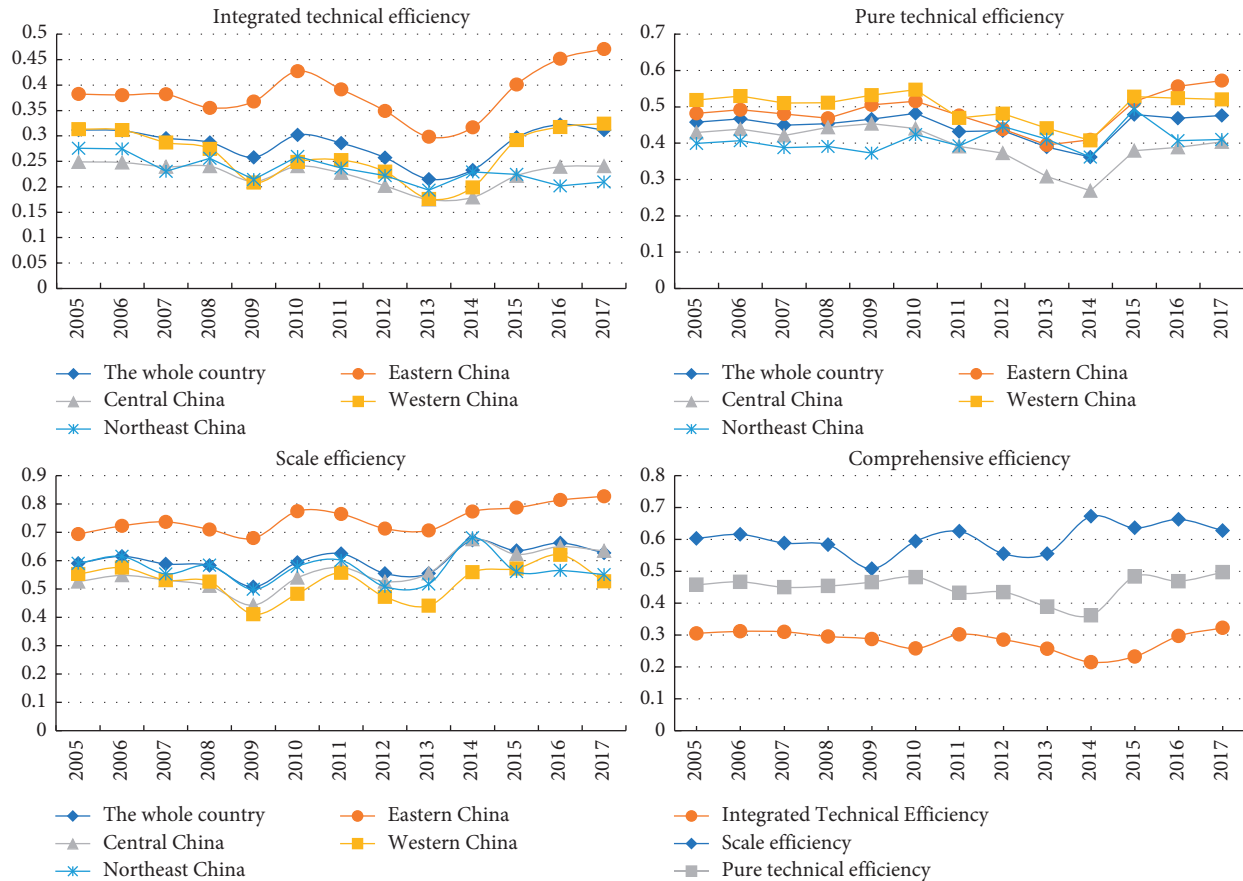 Integrated technical efficiency
0.5
0.45
0.4
0.35
0.3
0.25
0.2
0.15
0.1
0.05
0
2005 2006 2007 2008 2009 2010 2011 2012 2013 2014 2015 2016 2017
The whole country Eastern China
Central China Western China
Northeast China
Pure technical efficiency
0.7
0.6
0.5
0.4
0.3
0.2
0.1
0
2005 2006 2007 2008 2009 2010 2011 2012 2013 2014 2015 2016 2017
The whole country Eastern China
Central China Western China
Northeast China
Scale efficiency
0.9
0.8
0.7
0.6
0.5
0.4
0.3
0.2
0.1
0
2005 2006 2007 2008 2009 2010 2011 2012 2013 2014 2015 2016 2017
The whole country Eastern China
Central China Western China
Northeast China
Comprehensive efficiency
0.8
0.7
0.6
0.5
0.4
0.3
0.2
0.1
0
2005 2006 2007 2008 2009 2010 2011 2012 2013 2014 2015 2016 2017
Integrated Technical Efficiency
Scale efficiency
Pure technical efficiency